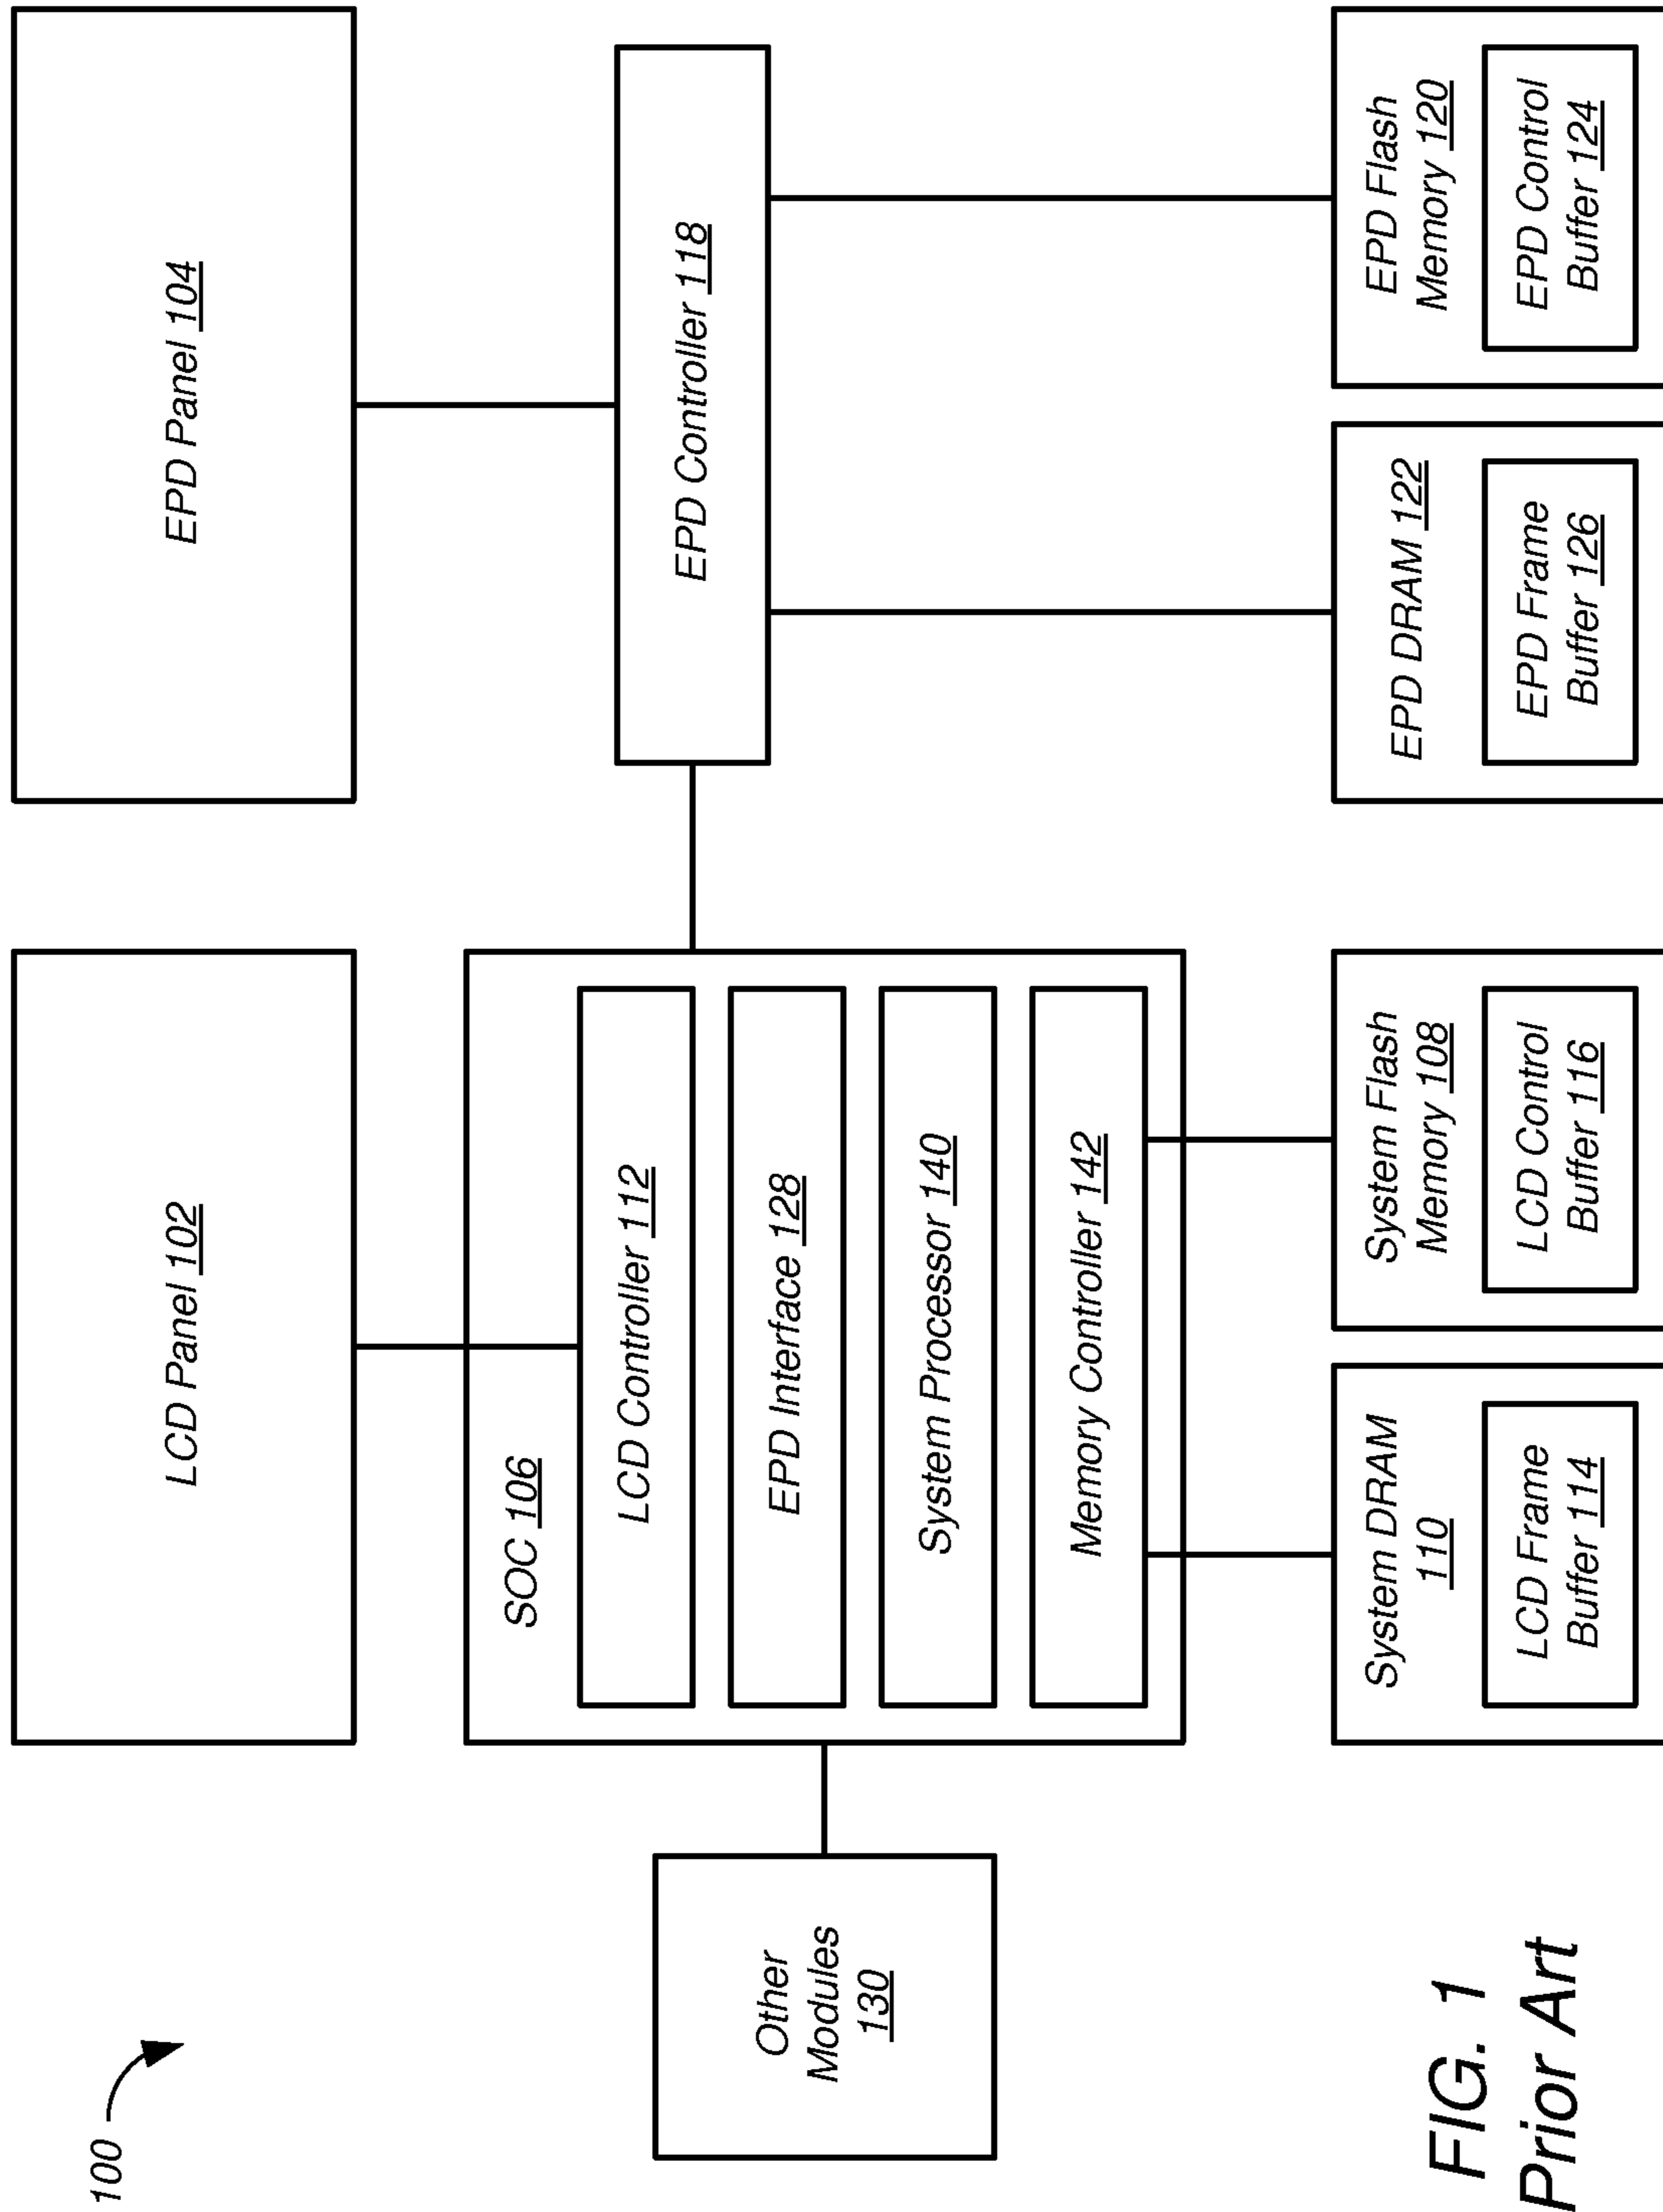 100
LCD Panel 102
EPD Panel 104
SOC 106
LCD Controller 112
EPD Interface 128
System Processor 140
Memory Controller 142
EPD Controller 118
Other
Modules
130
System DRAM
110
LCD Frame
Buffer 114
System Flash
Memory 108
LCD Control
Buffer 116
EPD DRAM 122
EPD Frame
Buffer 126
EPD Flash
Memory 120
EPD Control
Buffer 124
FIG. 1
Prior Art